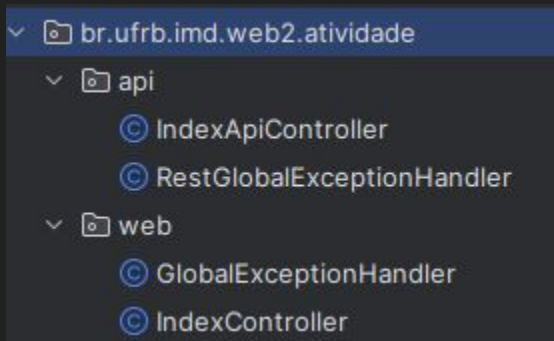 br.ufrb.imd.web2.atividade
api
IndexApiController
RestGlobalExceptionHandler
web
GlobalExceptionHandler
IndexController